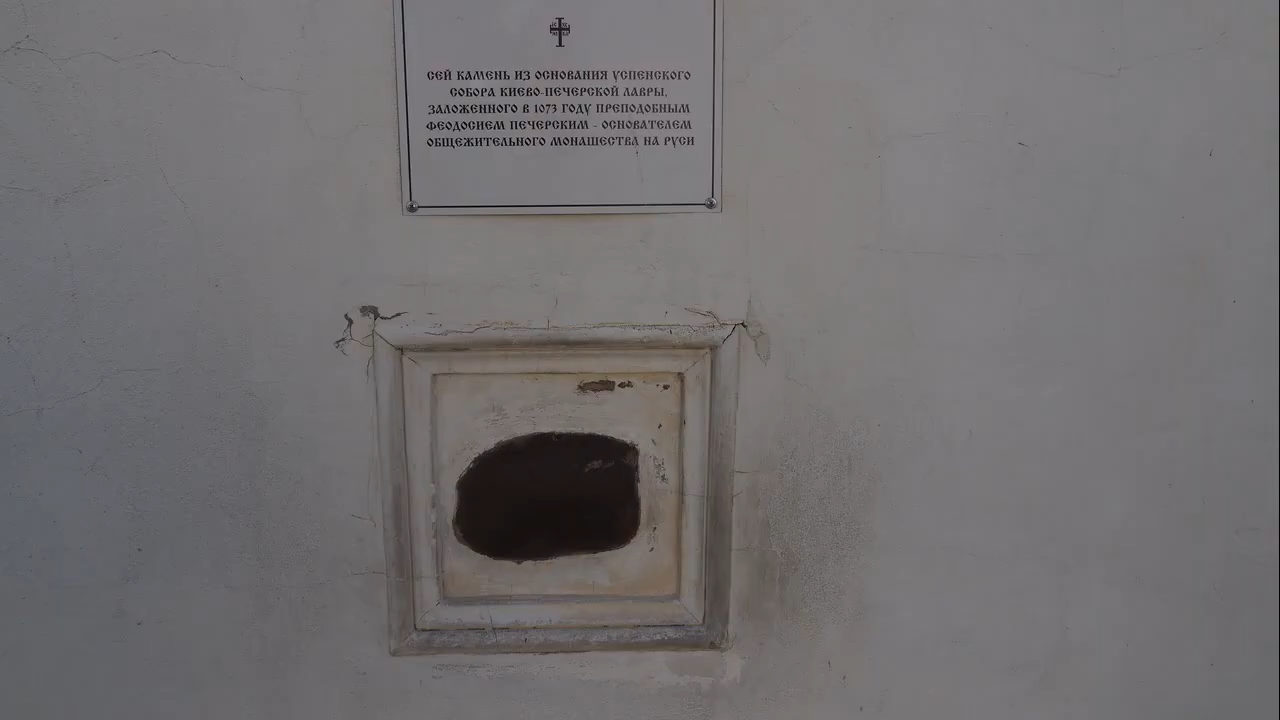 СЕЙ КАМЕНЬ ИЗ ОСНОВАНИЯ УСПЕНСКОГО
СОБОРА КИЕВО-ПЕЧЕРСКОЙ ЛАВРЫ,
ЗАЛОЖЕННОГО В 1073 ГОДУ ПРЕПОДОБНЫМ
ФЕОДОСИЕМ ПЕЧЕРСКИМ - ОСНОВАТЕЛЕМ
ОБЩЕЖИТЕЛЬНОГО МОНАШЕСТВА НА РУСИ